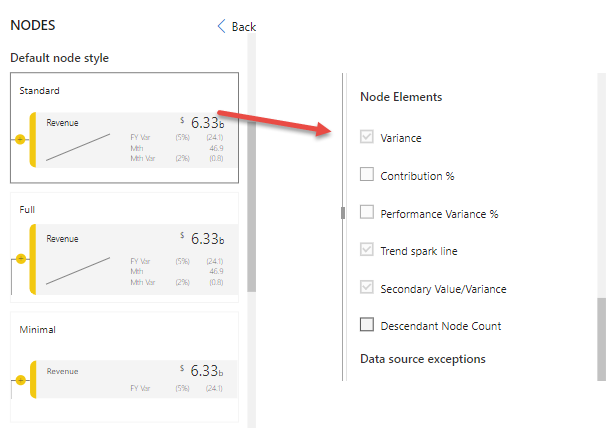 NODES
Back
Default node style
Standard
Revenue $ 6.33b
FY Var (5%) (24.1)
Mth 46.9
Mth Var (2%) (0.8)
Full
Revenue $ 6.33b
FY Var (5%) (24.1)
Mth 46.9
Mth Var (2%) (0.8)
Minimal
Revenue $ 6.33b
FY Var (5%) (24.1)
Node Elements
Variance
Contribution %
Performance Variance %
Trend spark line
Secondary Value/Variance
Descendant Node Count
Data source exceptions